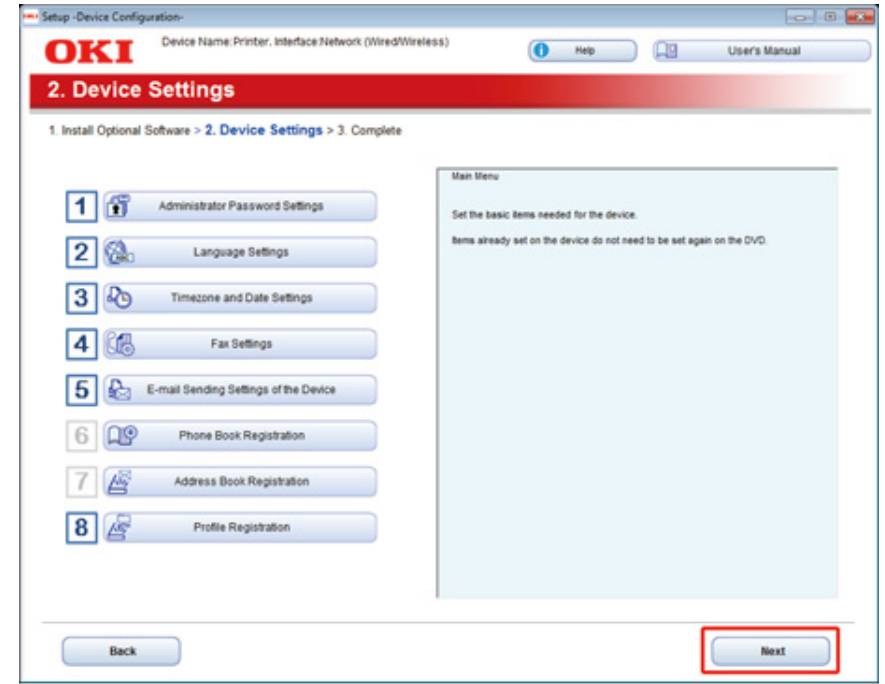 Setup -Device Configuration-
OKI
Device Name:Printer, Interface:Network (Wired/Wireless)
Help
User's Manual
2. Device Settings
1. Install Optional Software > 2. Device Settings > 3. Complete
1 Administrator Password Settings
2 Language Settings
3 Timezone and Date Settings
4 Fax Settings
5 E-mail Sending Settings of the Device
6 Phone Book Registration
7 Address Book Registration
8 Profile Registration
Main Menu
Set the basic items needed for the device.
Items already set on the device do not need to be set again on the DVD.
Back
Next